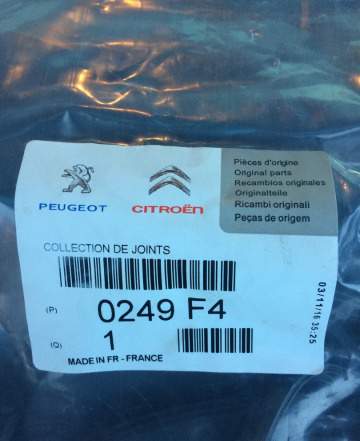 Pièces d'origine
Original parts
Recambios originales
Originalteile
Ricambi originali
Peças de origem
PEUGEOT CITROËN
COLLECTION DE JOINTS
(P) 0249 F4
(Q) 1
MADE IN FR - FRANCE
03/11/16 35:25